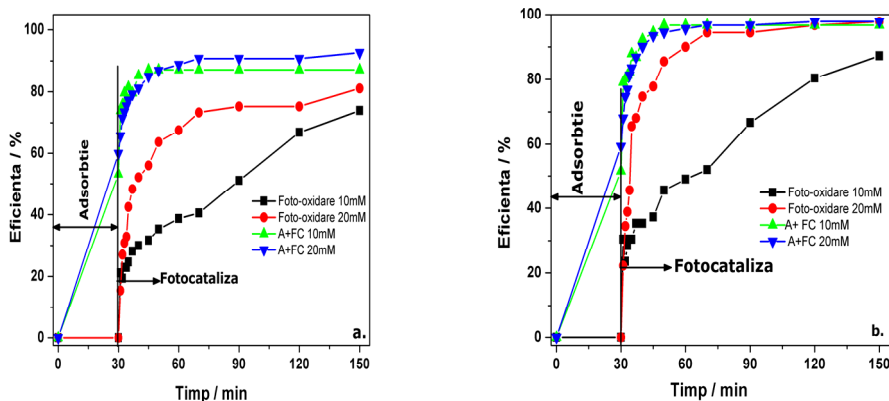 100
80
60
40
20
0
Eficienta / %
Adsorbtie
Foto-oxidare 10mM
Foto-oxidare 20mM
A+FC 10mM
A+FC 20mM
Fotocataliza
a.
0 30 60 90 120 150
Timp / min
100
80
60
40
20
0
Eficienta / %
Adsorbtie
Foto-oxidare 10mM
Foto-oxidare 20mM
A+ FC 10mM
A+FC 20mM
Fotocataliza
b.
0 30 60 90 120 150
Timp / min